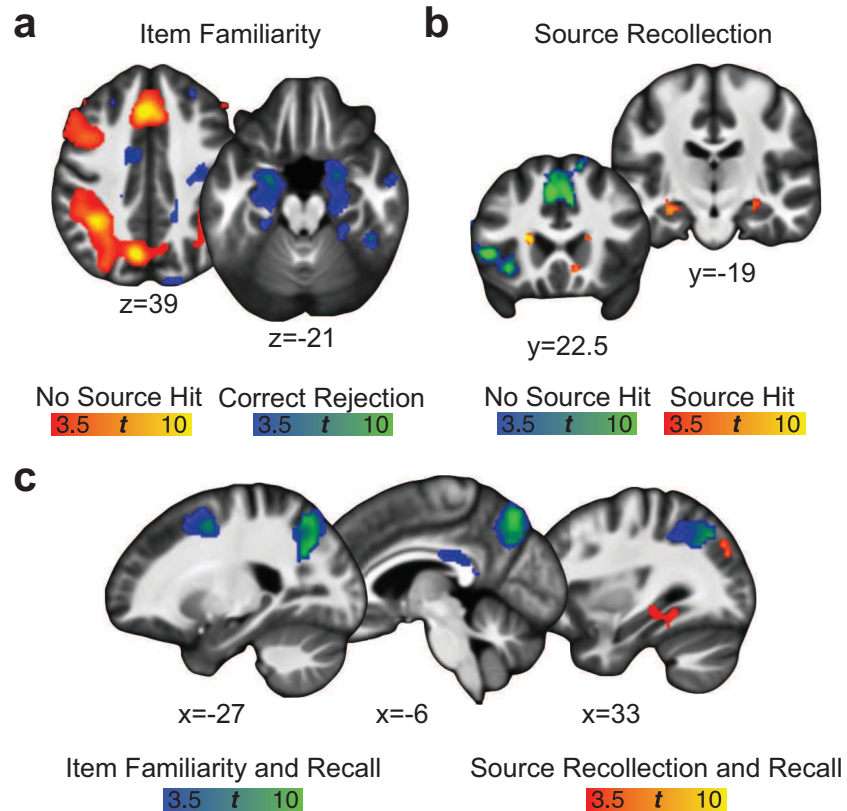 a
Item Familiarity
z=39
z=-21
No Source Hit
3.5 t 10
Correct Rejection
3.5 t 10
b
Source Recollection
y=22.5
y=-19
No Source Hit
3.5 t 10
Source Hit
3.5 t 10
c
x=-27
x=-6
x=33
Item Familiarity and Recall
3.5 t 10
Source Recollection and Recall
3.5 t 10